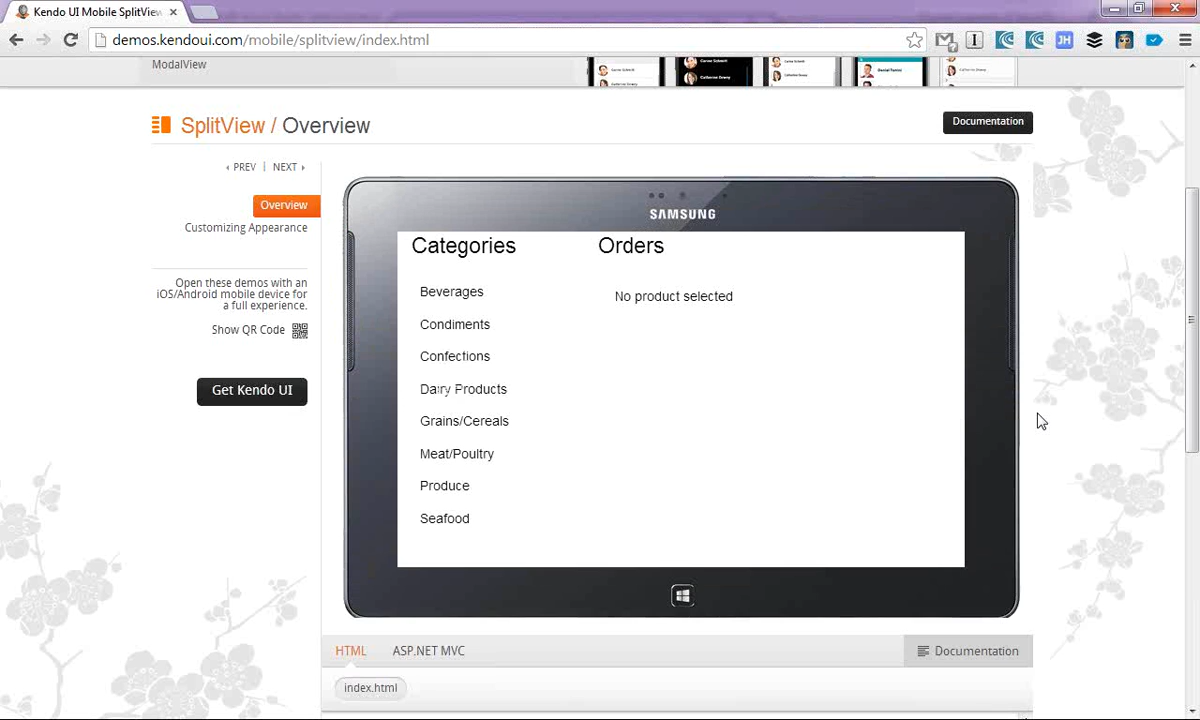 Kendo UI Mobile SplitView
demos.kendoui.com/mobile/splitview/index.html
JH
ModalView
SplitView / Overview
Documentation
PREV | NEXT
Overview
Customizing Appearance
Open these demos with an
iOS/Android mobile device for
a full experience.
Show QR Code
Get Kendo UI
SAMSUNG
Categories
Orders
Beverages
No product selected
Condiments
Confections
Dairy Products
Grains/Cereals
Meat/Poultry
Produce
Seafood
HTML
ASP.NET MVC
Documentation
index.html